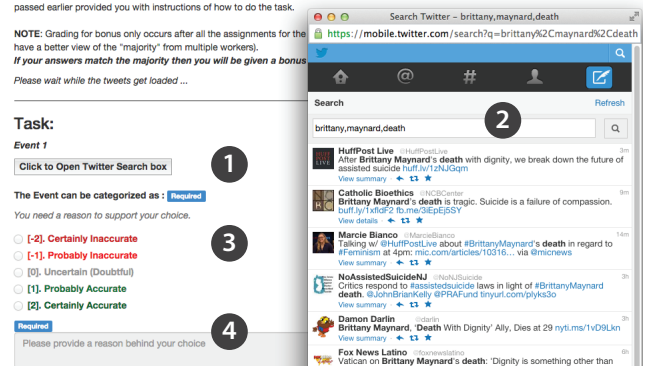 passed earlier provided you with instructions of how to do the task.
NOTE: Grading for bonus only occurs after all the assignments for the
have a better view of the "majority" from multiple workers).
If your answers match the majority then you will be given a bonus
Please wait while the tweets get loaded ...
Task:
Event 1
Click to Open Twitter Search box
1
The Event can be categorized as : Required
You need a reason to support your choice.
3
[-2]. Certainly Inaccurate
[-1]. Probably Inaccurate
[0]. Uncertain (Doubtful)
[1]. Probably Accurate
[2]. Certainly Accurate
Required
4
Please provide a reason behind your choice
Search Twitter – brittany,maynard,death
https://mobile.twitter.com/search?q=brittany%2Cmaynard%2Cdeath
@ #
Search
Refresh
2
brittany,maynard,death
HuffPost Live @HuffPostLive 3m
After Brittany Maynard's death with dignity, we break down the future of
assisted suicide huff.lv/1zNJGqm
View summary
Catholic Bioethics @NCBCenter 9m
Brittany Maynard's death is tragic. Suicide is a failure of compassion.
buff.ly/1xfldF2 fb.me/3iEpEj5SY
View details
Marcie Bianco @MarcieBianco 14m
Talking w/ @HuffPostLive about #BrittanyMaynard's death in regard to
#Feminism at 4pm: mic.com/articles/10316… via @micnews
View summary
NoAssistedSuicideNJ @NoNJSuicide 3h
Critics respond to #assistedsuicide laws in light of #BrittanyMaynard
death. @JohnBrianKelly @PRAFund tinyurl.com/plyks3o
View summary
Damon Darlin @darlin 3h
Brittany Maynard, 'Death With Dignity' Ally, Dies at 29 nyti.ms/1vD9Lkn
View summary
Fox News Latino @foxnewslatino 6h
Vatican on Brittany Maynard's death: 'Dignity is something other than